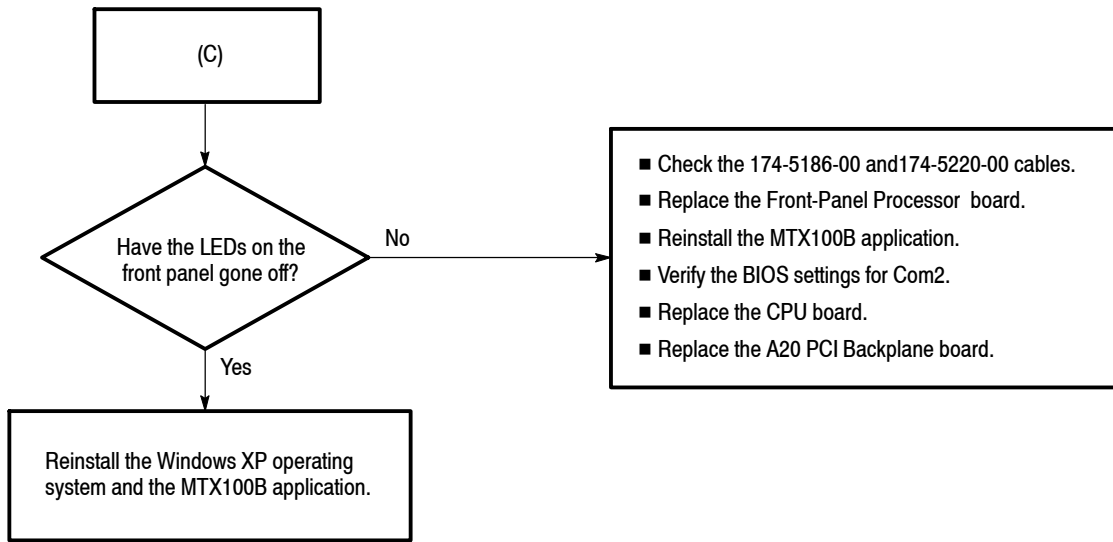 (C)
Have the LEDs on the
front panel gone off?
No
■ Check the 174-5186-00 and174-5220-00 cables.
■ Replace the Front-Panel Processor board.
■ Reinstall the MTX100B application.
■ Verify the BIOS settings for Com2.
■ Replace the CPU board.
■ Replace the A20 PCI Backplane board.
Yes
Reinstall the Windows XP operating
system and the MTX100B application.